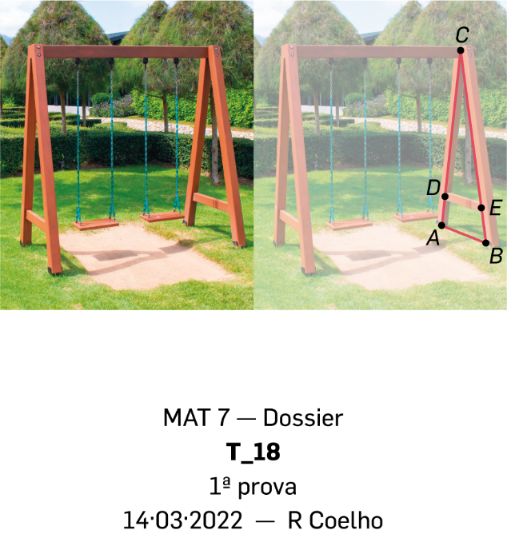 C
D
E
A
B
MAT 7 — Dossier
T_18
1ª prova
14·03·2022 — R Coelho